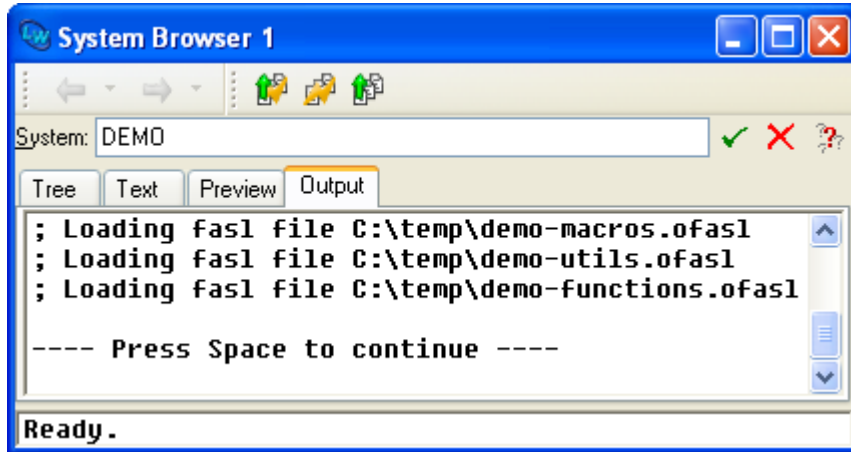 LW System Browser 1
System: DEMO
Tree Text Preview Output
; Loading fasl file C:\temp\demo-macros.ofasl
; Loading fasl file C:\temp\demo-utils.ofasl
; Loading fasl file C:\temp\demo-functions.ofasl
---- Press Space to continue ----
Ready.